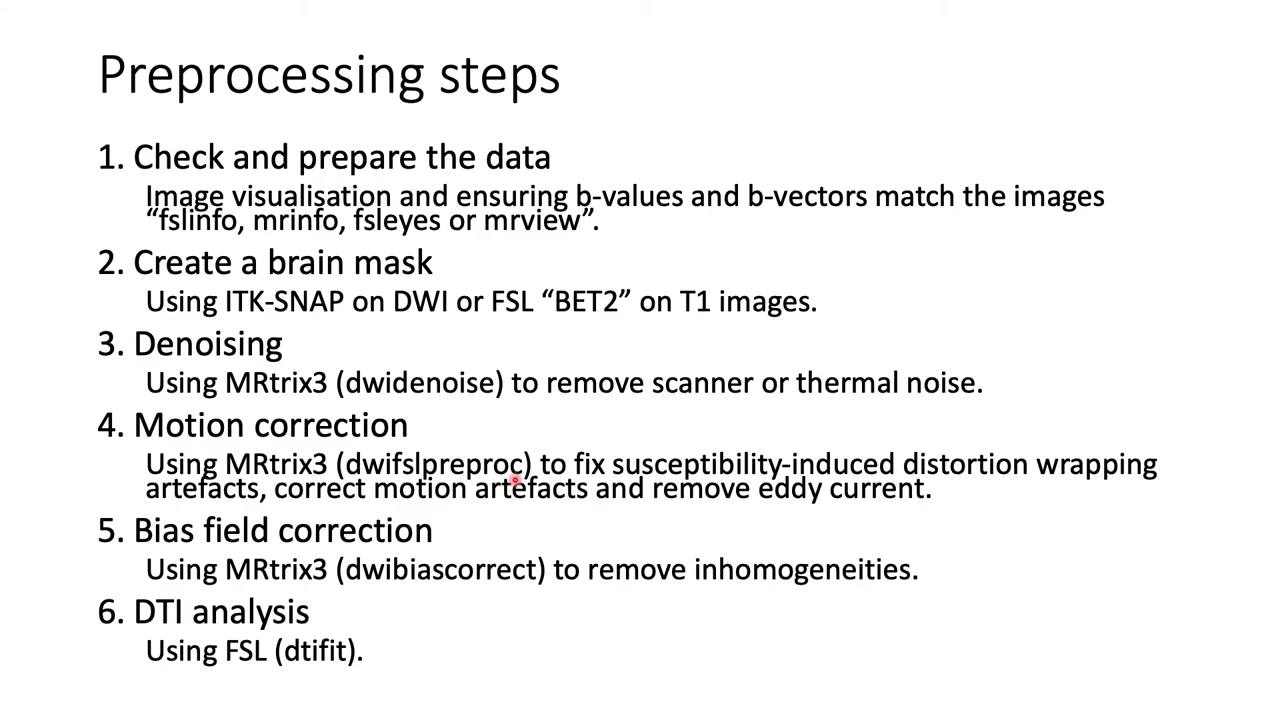 Preprocessing steps
1. Check and prepare the data
Image visualisation and ensuring b-values and b-vectors match the images
“fslinfo, mrinfo, fsleyes or mrview”.
2. Create a brain mask
Using ITK-SNAP on DWI or FSL “BET2” on T1 images.
3. Denoising
Using MRtrix3 (dwidenoise) to remove scanner or thermal noise.
4. Motion correction
Using MRtrix3 (dwifslpreproc) to fix susceptibility-induced distortion wrapping
artefacts, correct motion artefacts and remove eddy current.
5. Bias field correction
Using MRtrix3 (dwibiascorrect) to remove inhomogeneities.
6. DTI analysis
Using FSL (dtifit).